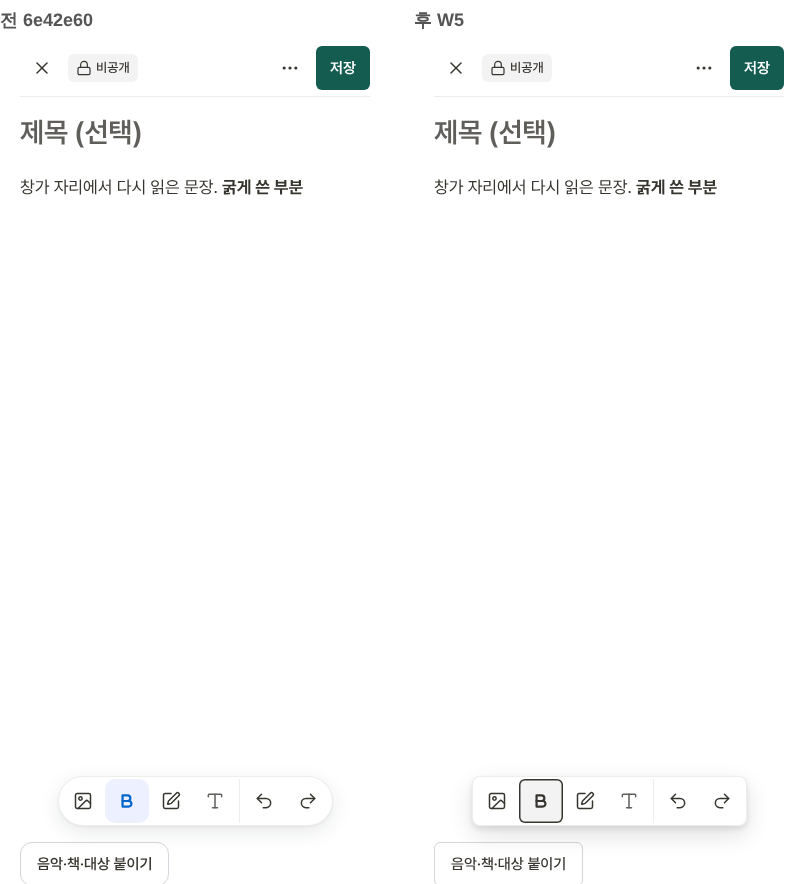 전 6e42e60
후 W5
비공개
저장
비공개
저장
제목 (선택)
제목 (선택)
창가 자리에서 다시 읽은 문장. 굵게 쓴 부분
창가 자리에서 다시 읽은 문장. 굵게 쓴 부분
B
T
B
T
음악·책·대상 붙이기
음악·책·대상 붙이기